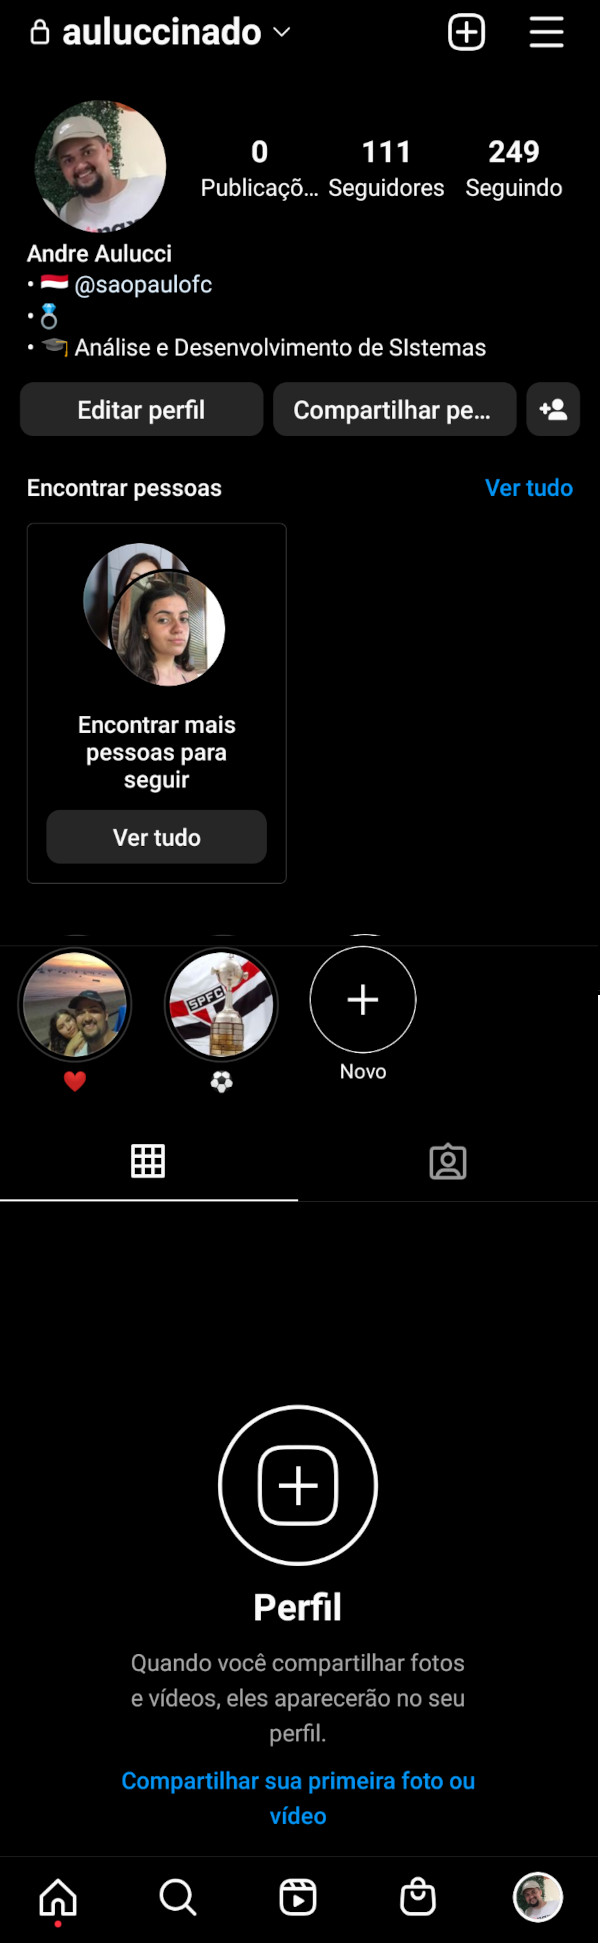 auluccinado
0
111
249
Publicaçõ...
Seguidores
Seguindo
Andre Aulucci
• 🇮🇩 @saopaulofc
• 💍
• 🎓 Análise e Desenvolvimento de SIstemas
Editar perfil
Compartilhar pe...
Encontrar pessoas
Ver tudo
Encontrar mais
pessoas para
seguir
Ver tudo
SPFC
❤️
⚽
Novo
Perfil
Quando você compartilhar fotos
e vídeos, eles aparecerão no seu
perfil.
Compartilhar sua primeira foto ou
vídeo